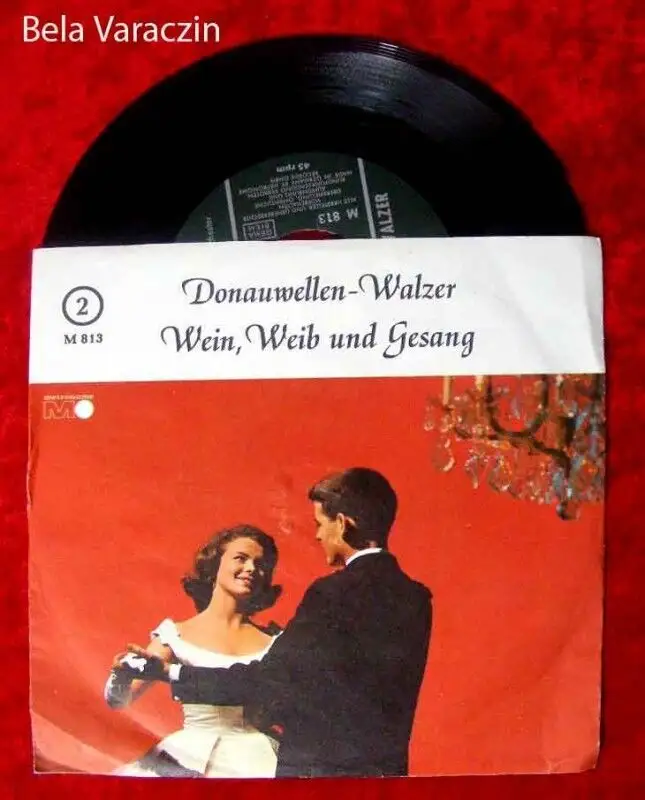 Bela Varaczin
45 rpm
M 813
WALZER
2
M 813
Donauwellen-Walzer
Wein, Weib und Gesang